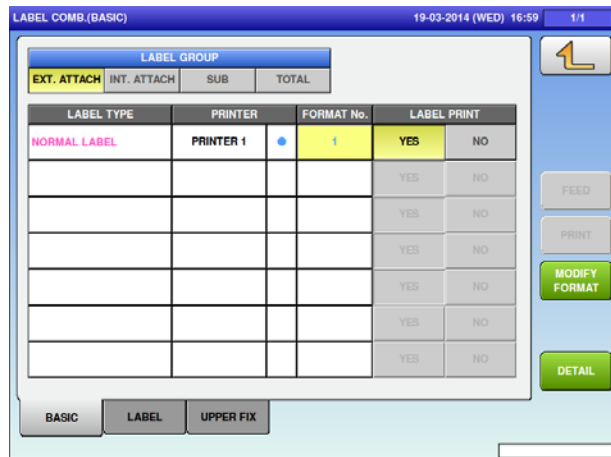 LABEL COMB.(BASIC) 19-03-2014 (WED) 16:59 1/1
LABEL GROUP
EXT. ATTACH INT. ATTACH SUB TOTAL
LABEL TYPE PRINTER FORMAT No. LABEL PRINT
NORMAL LABEL PRINTER 1 1 YES NO
YES NO
FEED
YES NO
PRINT
YES NO
MODIFY
FORMAT
YES NO
YES NO
YES NO
DETAIL
BASIC LABEL UPPER FIX